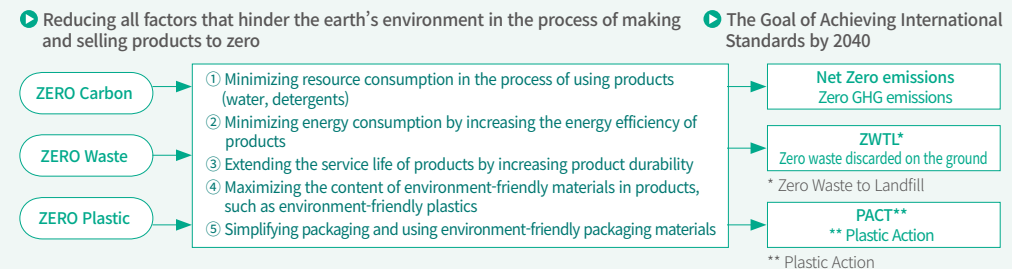 Reducing all factors that hinder the earth's environment in the process of making
and selling products to zero
The Goal of Achieving International
Standards by 2040
ZERO Carbon
ZERO Waste
ZERO Plastic
① Minimizing resource consumption in the process of using products
(water, detergents)
② Minimizing energy consumption by increasing the energy efficiency of
products
③ Extending the service life of products by increasing product durability
④ Maximizing the content of environment-friendly materials in products,
such as environment-friendly plastics
⑤ Simplifying packaging and using environment-friendly packaging materials
Net Zero emissions
Zero GHG emissions
ZWTL*
Zero waste discarded on the ground
* Zero Waste to Landfill
PACT**
** Plastic Action
** Plastic Action